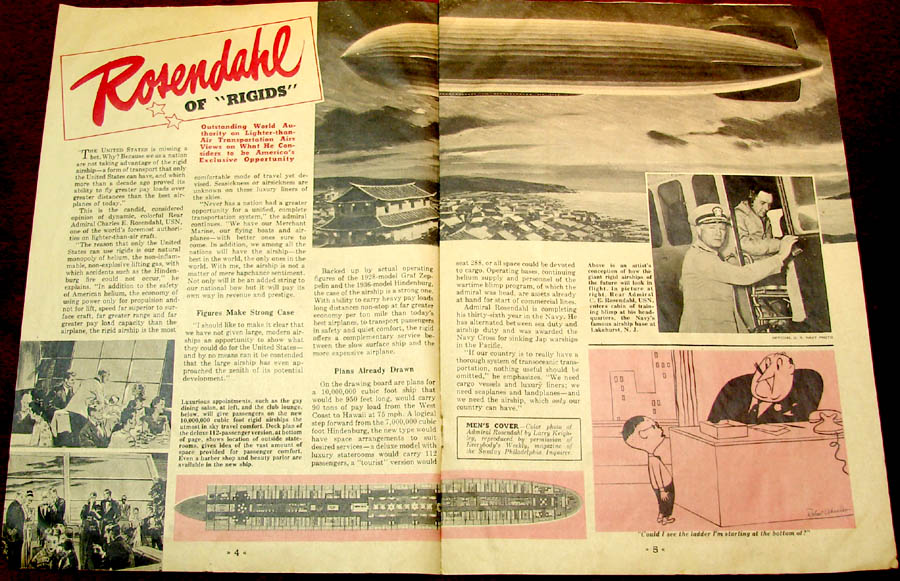 Rosendahl
OF "RIGIDS"
Outstanding World Au-
thority on Lighter-than-
Air Transportation Airs
Views on What He Con-
siders to be America's
Exclusive Opportunity
"THE UNITED STATES is missing a
bet. Why? Because we as a nation
are not taking advantage of the rigid
airship—a form of transport that only
the United States can have, and which
more than a decade ago proved its
ability to fly greater pay loads over
greater distances than the best air-
planes of today."
This is the candid, considered
opinion of dynamic, colorful Rear
Admiral Charles E. Rosendahl, USN,
one of the world's foremost authori-
ties on lighter-than-air craft.
"The reason that only the United
States can use rigids is our natural
monopoly of helium, the non-inflam-
mable, non-explosive lifting gas, with
which accidents such as the Hinden-
burg fire could not occur," he
explains. "In addition to the safety
of American helium, the economy of
using power only for propulsion and-
not for lift, speed far superior to sur-
face craft, far greater range and far
greater pay load capacity than the
airplane, the rigid airship is the most
comfortable mode of travel yet de-
vised. Seasickness or airsickness are
unknown on these luxury liners of
the skies.
"Never has a nation had a greater
opportunity for a unified, complete
transportation system," the admiral
continues. "We have our Merchant
Marine, our flying boats and air-
planes—with better ones sure to
come. In addition, we among all the
nations will have the airship—the
best in the world, the only ones in the
world. With me, the airship is not a
matter of mere happchance sentiment.
Not only will it be an added string to
our national bow but it will pay its
own way in revenue and prestige.
Figures Make Strong Case
"I should like to make it clear that
we have not given large, modern air-
ships an opportunity to show what
they could do for the United States—
and by no means can it be contended
that the large airship has even ap-
proached the zenith of its potential
development."
Luxurious appointments, such as the gay
dining salon, at left, and the club lounge,
below, will give passengers on the new
10,000,000 cubic foot rigid airships the
utmost in sky travel comfort. Deck plan of
the deluxe 112-passenger version, at bottom
of page, shows location of outside state-
rooms, gives idea of the vast amount of
space provided for passenger comfort.
Even a barber shop and beauty parlor are
available in the new ship.
Backed up by actual operating
figures of the 1928-model Graf Zep-
pelin and the 1936-model Hindenburg,
the case of the airship is a strong one.
With ability to carry heavy pay loads
long distances non-stop at far greater
economy per ton mile than today's
best airplanes, to transport passengers
in safety and quiet comfort, the rigid
offers a complementary service be-
tween the slow surface ship and the
more expensive airplane.
Plans Already Drawn
On the drawing board are plans for
a 10,000,000 cubic foot ship that
would be 950 feet long, would carry
90 tons of pay load from the West
Coast to Hawaii at 75 mph. A logical
step forward from the 7,000,000 cubic
foot Hindenburg, the new type would
have space arrangements to suit
desired services—a deluxe model with
luxury staterooms would carry 112
passengers, a "tourist" version would
« 4 »
seat 288, or all space could be devoted
to cargo. Operating bases, continuing
helium supply and personnel of the
wartime blimp program, of which the
admiral was head, are assets already
at hand for start of commercial lines.
Admiral Rosendahl is completing
his thirty-sixth year in the Navy. He
has alternated between sea duty and
airship duty and was awarded the
Navy Cross for sinking Jap warships
in the Pacific.
"If our country is to really have a
thorough system of transoceanic trans-
portation, nothing useful should be
omitted," he emphasizes. "We need
cargo vessels and luxury liners; we
need seaplanes and landplanes—and
we need the airship, which only our
country can have."
MEN'S COVER—Color photo of
Admiral Rosendahl by Larry Keigh-
ley, reproduced by permission of
Everybody's Weekly, magazine of
the Sunday Philadelphia Inquirer.
Above is an artist's
conception of how the
giant rigid airships of
the future will look in
flight. In picture at
right Rear Admiral
C. E. Rosendahl, USN,
enters cabin of train-
ing blimp at his head-
quarters, the Navy's
famous airship base at
Lakehurst, N. J.
OFFICIAL U. S. NAVY PHOTO
"Could I see the ladder I'm starting at the bottom of?"
« 5 »